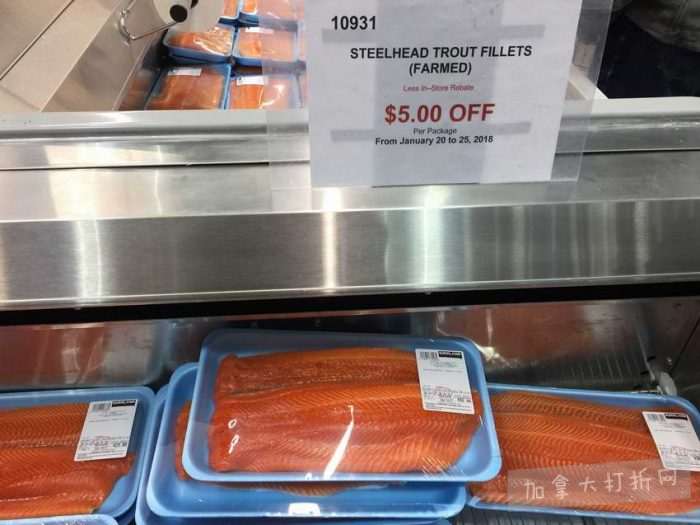 10931
STEELHEAD TROUT FILLETS
(FARMED)
Less In-Store Rebate
$5.00 OFF
Per Package
From January 20 to 25, 2018
KIRKLAND
加拿大打折网